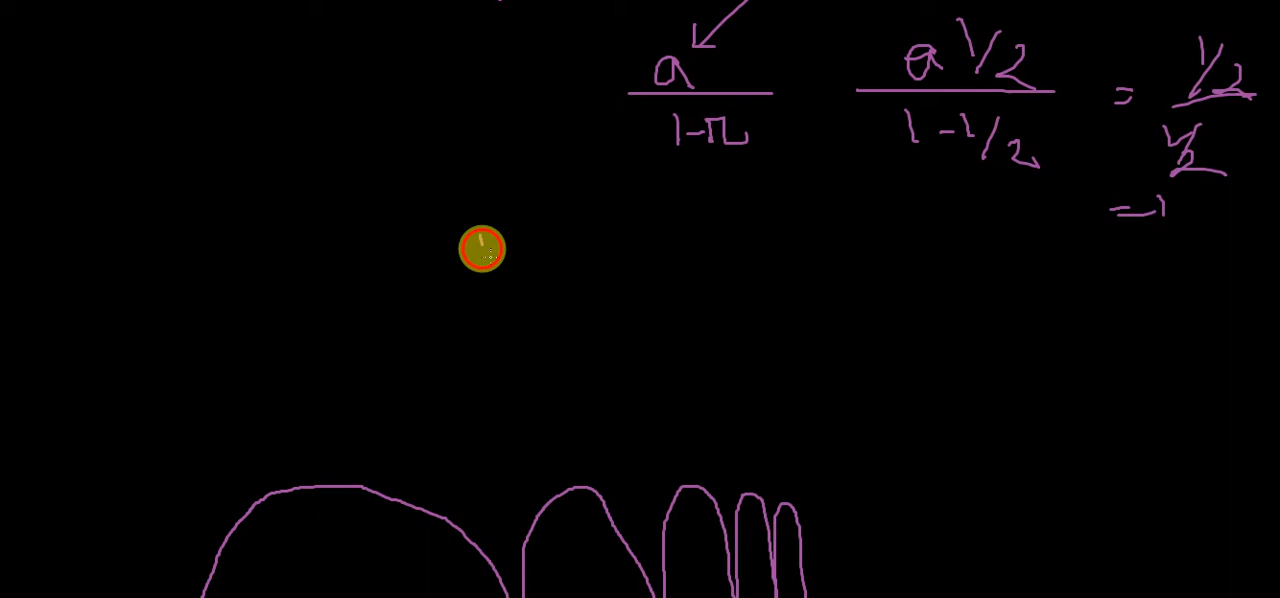 a/(1-r) a 1/2/(1-1/2) = 1/2/1/2
=1